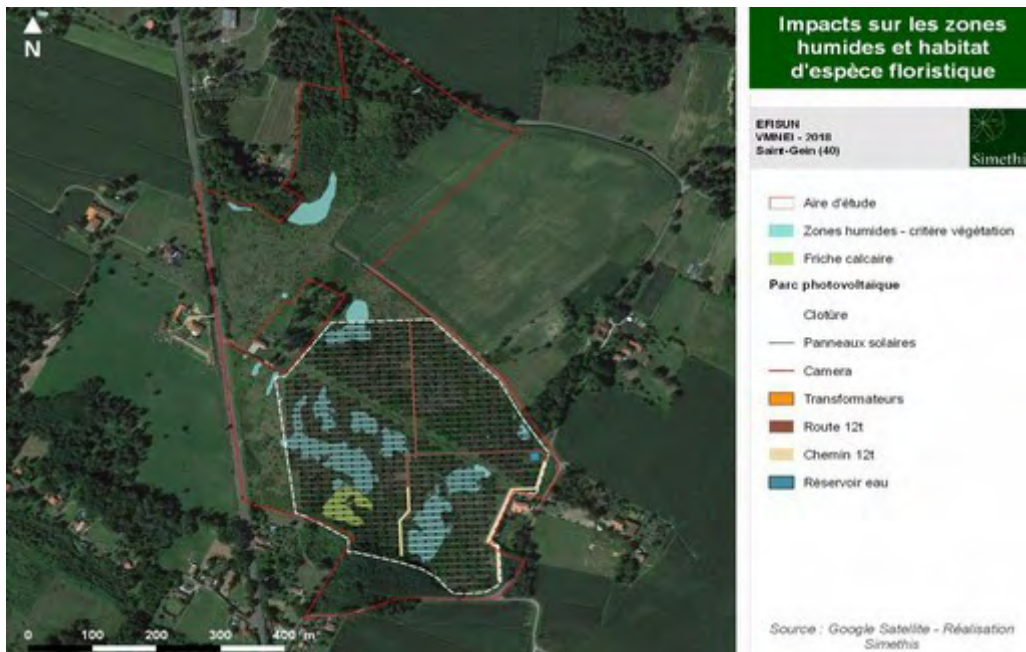 N
0 100 200 300 400 m
Impacts sur les zones
humides et habitat
d'espèce floristique
EFISUN
VMNEI - 2018
Saint-Gein (40)
Simethis
Aire d'étude
Zones humides - critère végétation
Friche calcaire
Parc photovoltaïque
Clotûre
Panneaux solaires
Camera
Transformateurs
Route 12t
Chemin 12t
Réservoir eau
Source : Google Satellite - Réalisation
Simethis